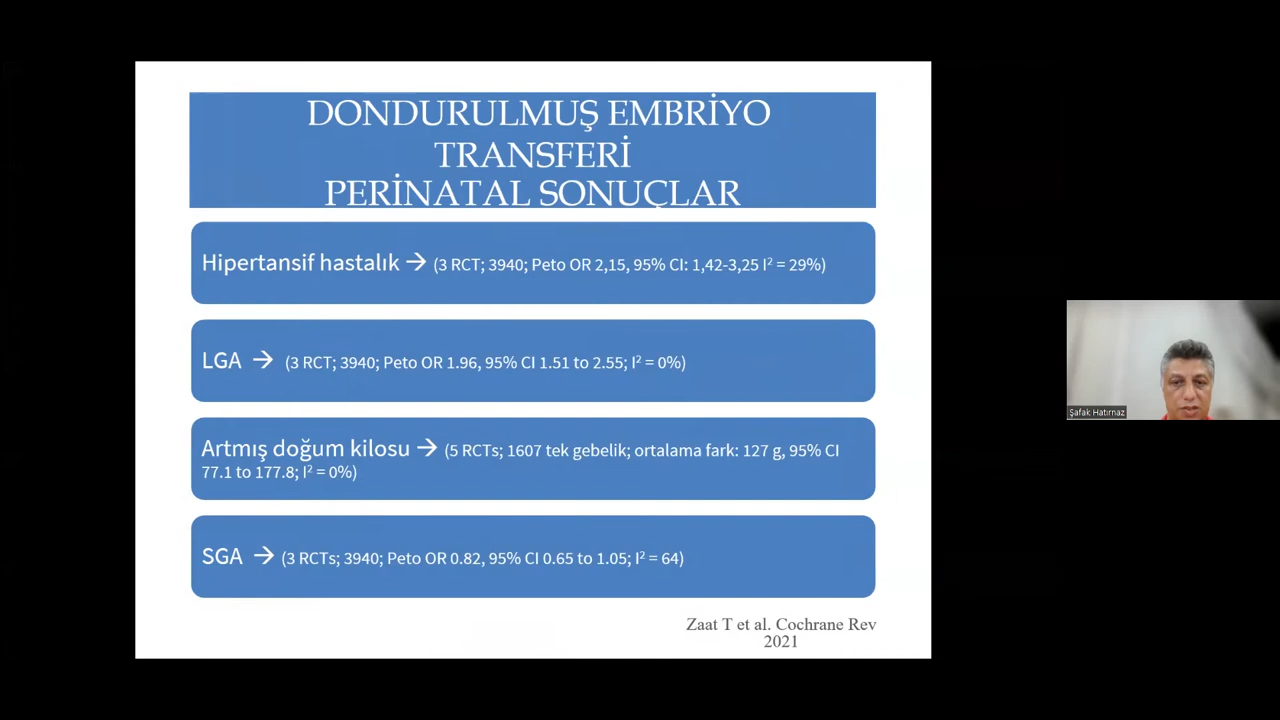 DONDURULMUŞ EMBRİYO
TRANSFERİ
PERİNATAL SONUÇLAR
Hipertansif hastalık → (3 RCT; 3940; Peto OR 2,15, 95% CI: 1,42-3,25 I² = 29%)
LGA → (3 RCT; 3940; Peto OR 1.96, 95% CI 1.51 to 2.55; I² = 0%)
Artmış doğum kilosu → (5 RCTs; 1607 tek gebelik; ortalama fark: 127 g, 95% CI
77.1 to 177.8; I² = 0%)
SGA → (3 RCTs; 3940; Peto OR 0.82, 95% CI 0.65 to 1.05; I² = 64)
Zaat T et al. Cochrane Rev
2021
Şafak Hatırnaz